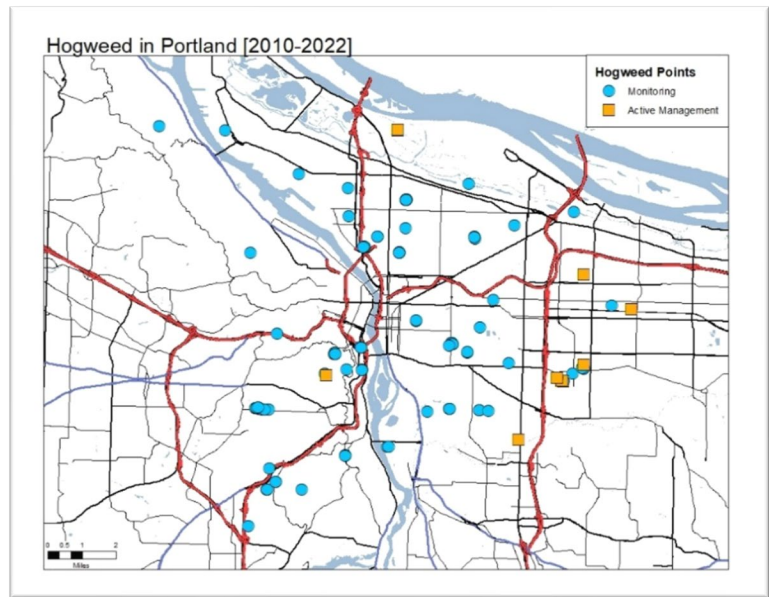 Hogweed in Portland [2010-2022]
Hogweed Points
Monitoring
Active Management
0 0.5 1 2
Miles